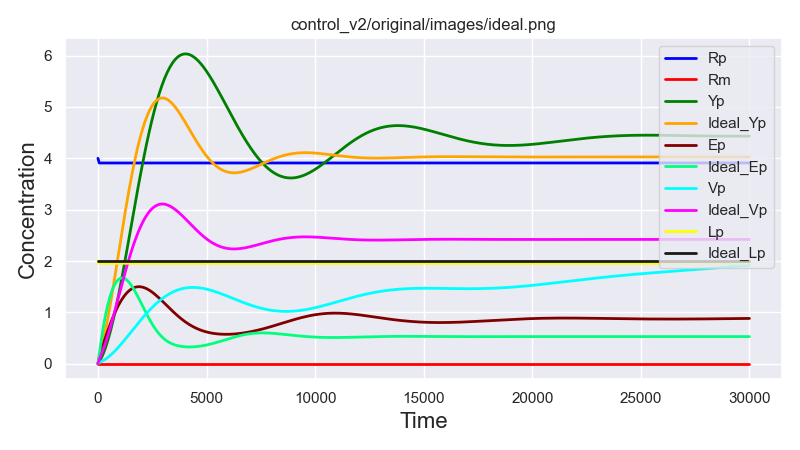 control_v2/original/images/ideal.png
Concentration
6
5
4
3
2
1
0
0 5000 10000 15000 20000 25000 30000
Time
Rp
Rm
Yp
Ideal_Yp
Ep
Ideal_Ep
Vp
Ideal_Vp
Lp
Ideal_Lp